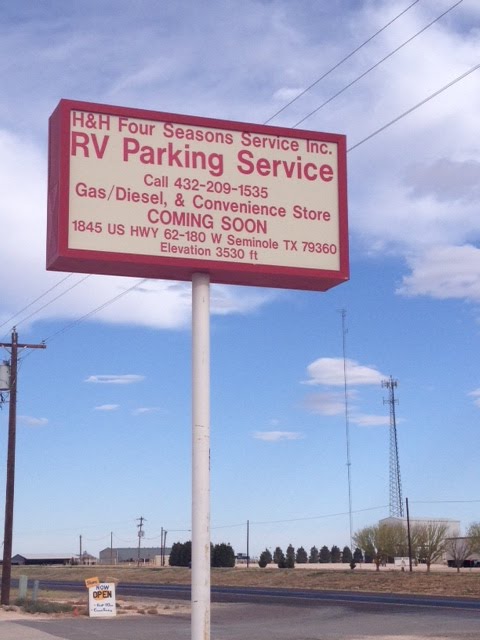 H&H Four Seasons Service Inc.
RV Parking Service
Call 432-209-1535
Gas/Diesel, & Convenience Store
COMING SOON
1845 US HWY 62-180 W Seminole TX 79360
Elevation 3530 ft
NOW
OPEN